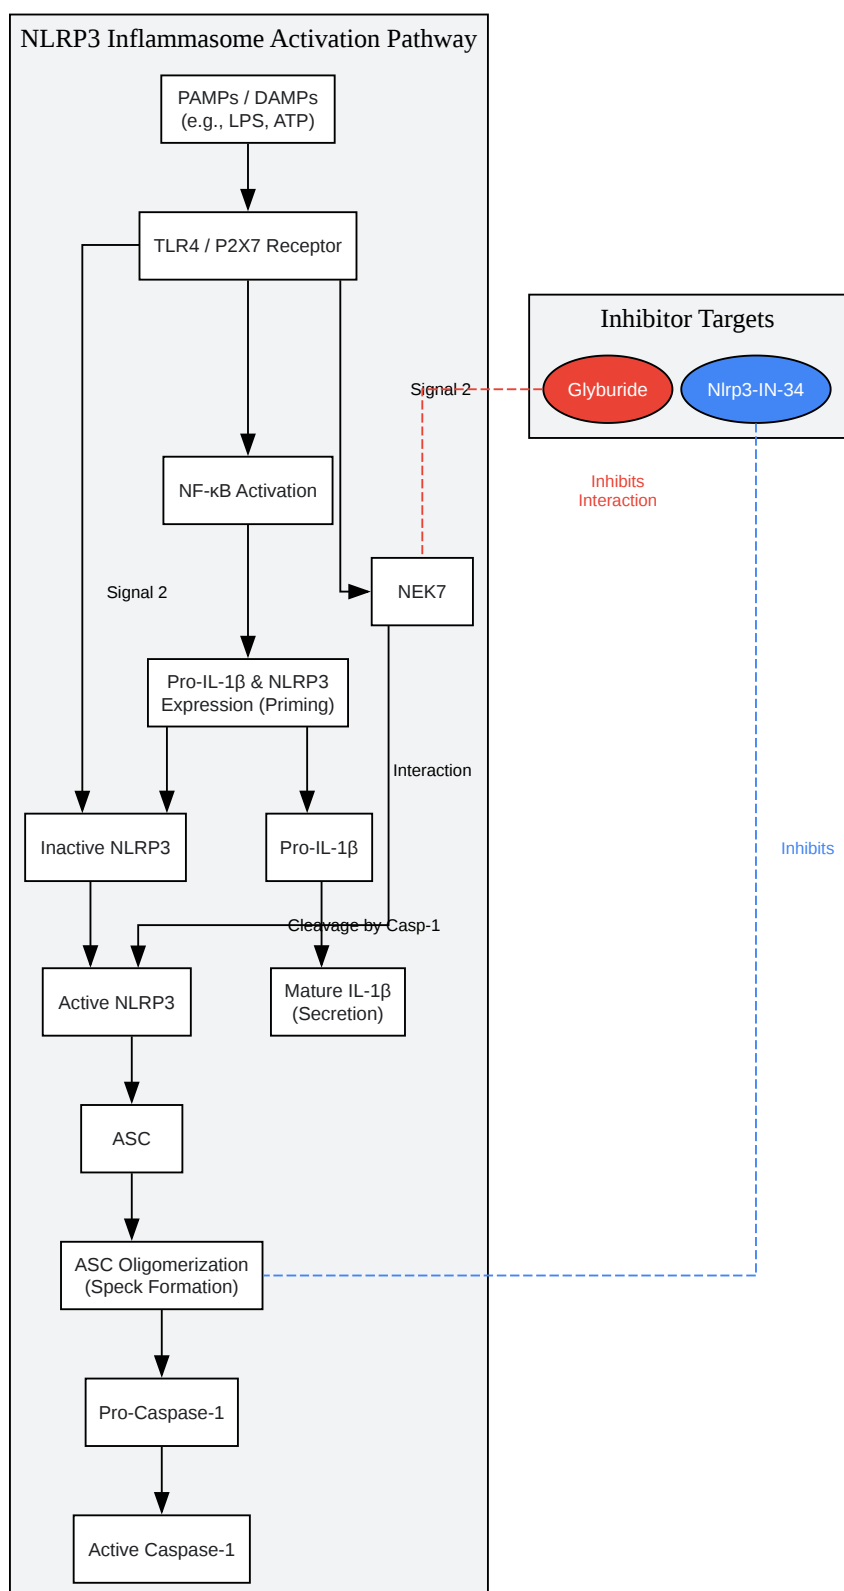 NLRP3 Inflammasome Activation Pathway
PAMPs / DAMPs
(e.g., LPS, ATP)
TLR4 / P2X7 Receptor
Inhibitor Targets
Signal 2
Glyburide
Nlrp3-IN-34
NF-κB Activation
Inhibits
Interaction
Signal 2
NEK7
Pro-IL-1β & NLRP3
Expression (Priming)
Interaction
Inactive NLRP3
Pro-IL-1β
Inhibits
Cleavage by Casp-1
Active NLRP3
Mature IL-1β
(Secretion)
ASC
ASC Oligomerization
(Speck Formation)
Pro-Caspase-1
Active Caspase-1